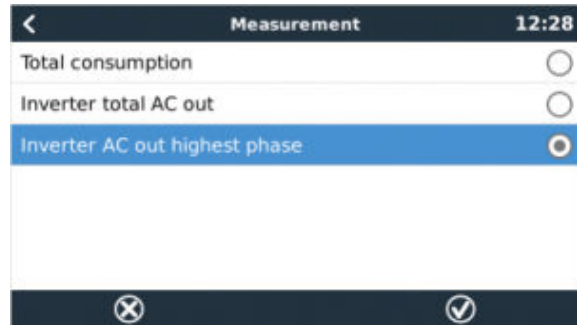 Measurement 12:28
Total consumption
Inverter total AC out
Inverter AC out highest phase